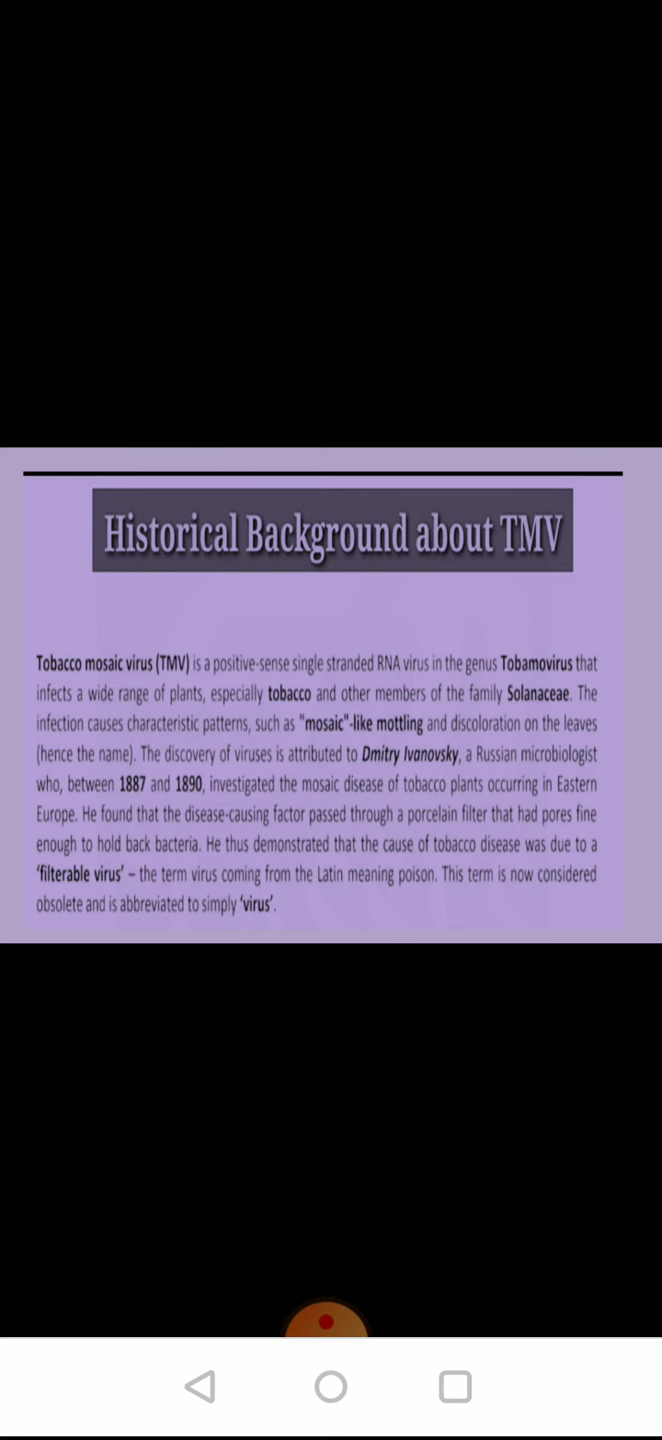 Historical Background about TMV
Tobacco mosaic virus (TMV) is a positive-sense single stranded RNA virus in the genus Tobamovirus that
infects a wide range of plants, especially tobacco and other members of the family Solanaceae. The
infection causes characteristic patterns, such as "mosaic"-like mottling and discoloration on the leaves
(hence the name). The discovery of viruses is attributed to Dmitry Ivanovsky, a Russian microbiologist
who, between 1887 and 1890, investigated the mosaic disease of tobacco plants occurring in Eastern
Europe. He found that the disease-causing factor passed through a porcelain filter that had pores fine
enough to hold back bacteria. He thus demonstrated that the cause of tobacco disease was due to a
‘filterable virus’ – the term virus coming from the Latin meaning poison. This term is now considered
obsolete and is abbreviated to simply ‘virus’.